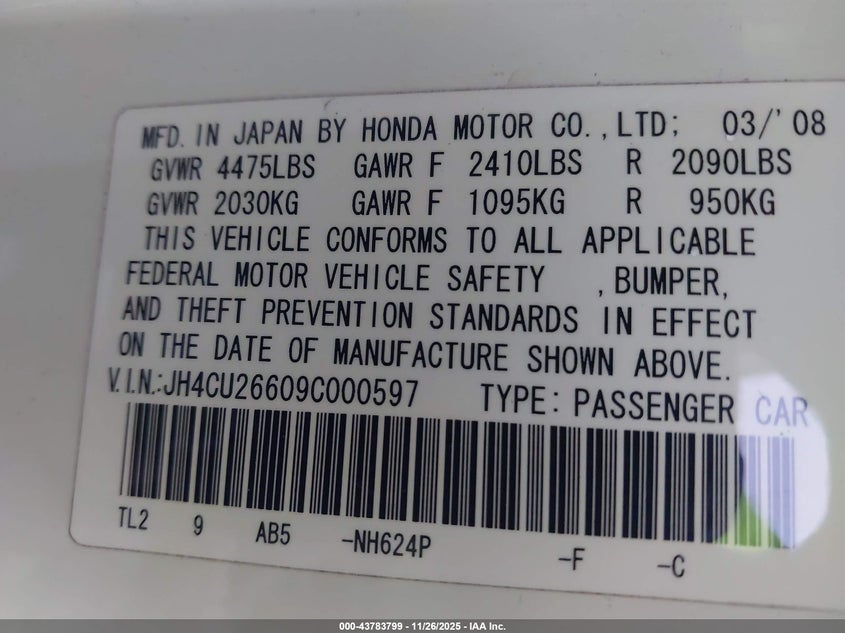 MFD. IN JAPAN BY HONDA MOTOR CO.,LTD; 03/'08
GVWR 4475LBS GAWR F 2410LBS R 2090LBS
GVWR 2030KG GAWR F 1095KG R 950KG
THIS VEHICLE CONFORMS TO ALL APPLICABLE
FEDERAL MOTOR VEHICLE SAFETY ,BUMPER,
AND THEFT PREVENTION STANDARDS IN EFFECT
ON THE DATE OF MANUFACTURE SHOWN ABOVE.
V.I.N.:JH4CU26609C000597 TYPE: PASSENGER CAR
TL2 9 AB5 -NH624P -F -C
000-43783799 - 11/26/2025 - IAA Inc.